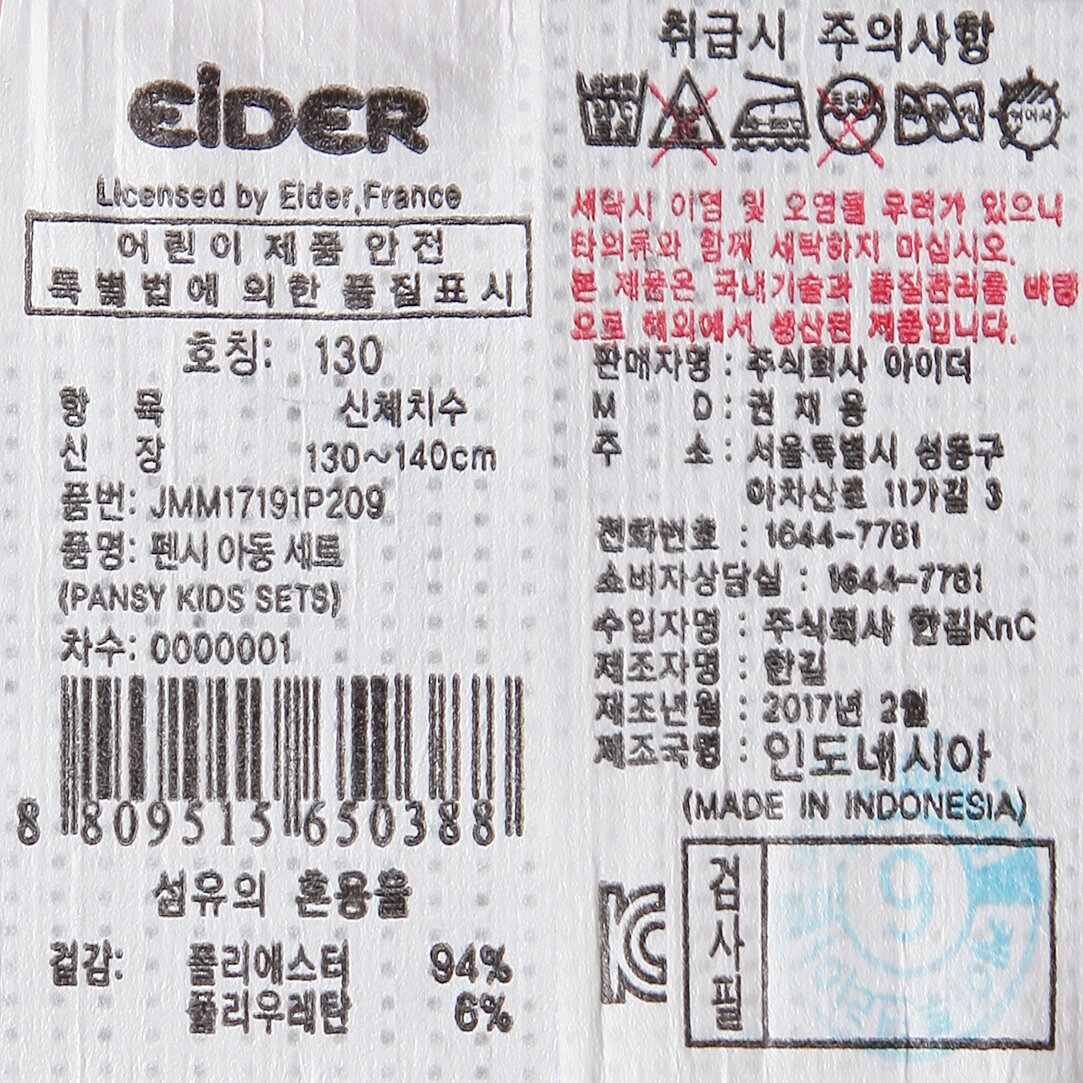 eider
Licensed by Eider,France
어린이 제품 안전
특별법에 의한 품질표시
호칭: 130
항 목 신체치수
신 장 130~140cm
품번: JMM17191P209
품명: 펜시 아동 세트
(PANSY KIDS SETS)
차수: 0000001
8 809515 650388
섬유의 혼용율
겉감: 폴리에스터 94%
폴리우레탄 6%
취급시 주의사항
세탁시 이염 및 오염될 우려가 있으니
타의류와 함께 세탁하지 마십시오.
본 제품은 국내기술과 품질관리를 바탕
으로 해외에서 생산된 제품입니다.
판매자명 : 주식회사 아이더
M D : 권 재 용
주 소 : 서울특별시 성동구
아차산로 11가길 3
전화번호 : 1644-7781
소비자상담실 : 1644-7781
수입자명 : 주식회사 한길KnC
제조자명 : 한길
제조년월 : 2017년 2월
제조국명 : 인도네시아
(MADE IN INDONESIA)
검사필
9